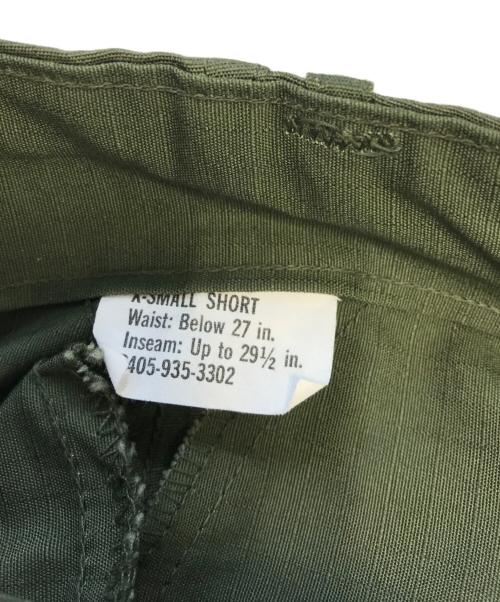 X-SMALL SHORT
Waist: Below 27 in.
Inseam: Up to 29½ in.
8405-935-3302